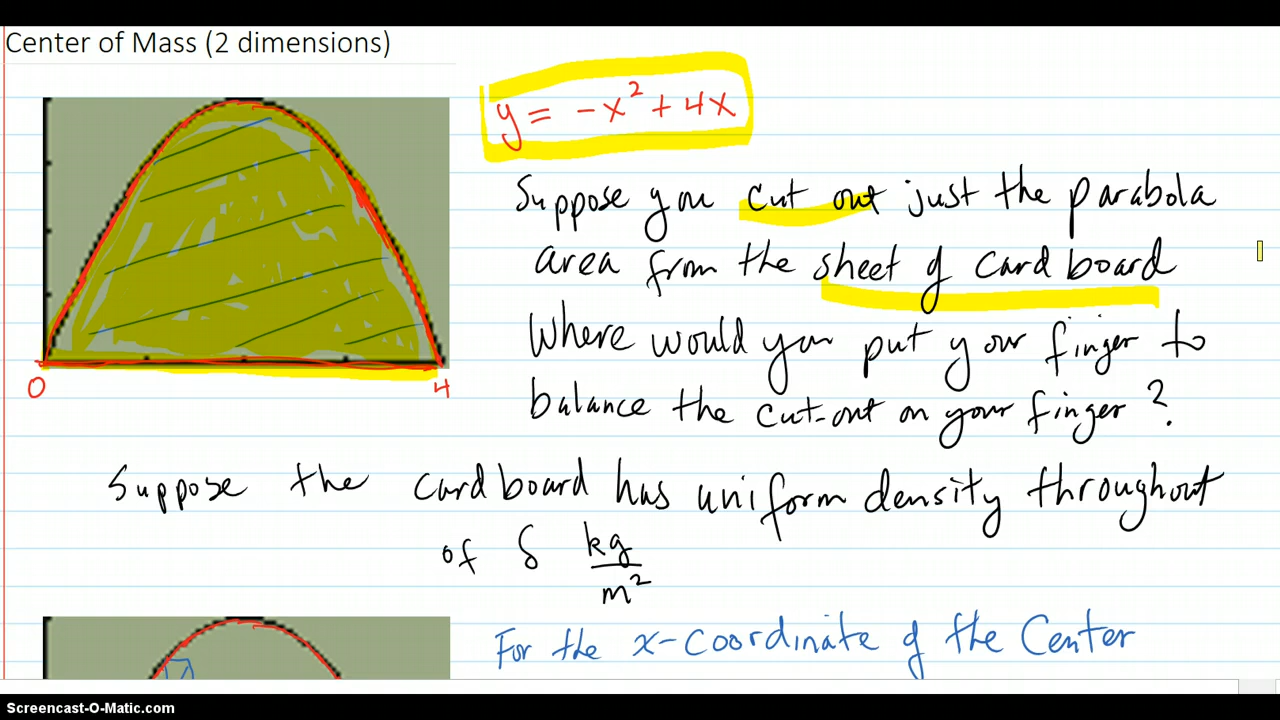 Center of Mass (2 dimensions)
y = -x² + 4x
Suppose you cut out just the parabola
area from the sheet of cardboard
Where would you put your finger to
balance the cut-out on your finger?
0 4
Suppose the cardboard has uniform density throughout
of δ kg/m²
For the x-coordinate of the Center
Screencast-O-Matic.com